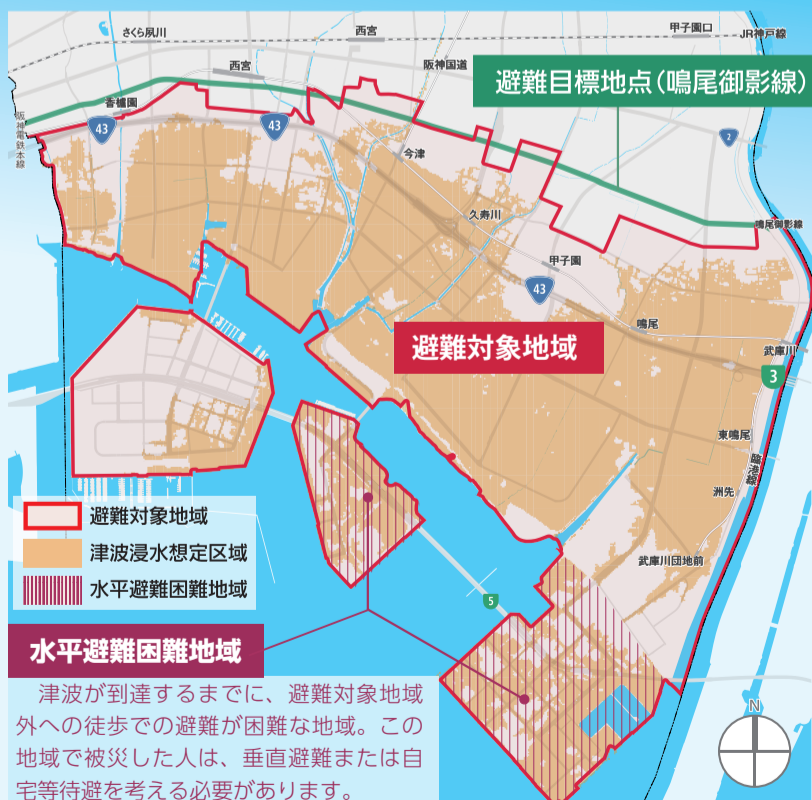 さくら夙川
西宮
甲子園口
JR神戸線
西宮
阪神国道
避難目標地点(鳴尾御影線)
香櫨園
阪神電鉄本線
43
43
2
今津
久寿川
鳴尾御影線
甲子園
43
鳴尾
避難対象地域
武庫川
3
東鳴尾
臨港線
洲先
避難対象地域
津波浸水想定区域
水平避難困難地域
武庫川団地前
5
水平避難困難地域
津波が到達するまでに、避難対象地域
外への徒歩での避難が困難な地域。この
地域で被災した人は、垂直避難または自
宅等待避を考える必要があります。
N